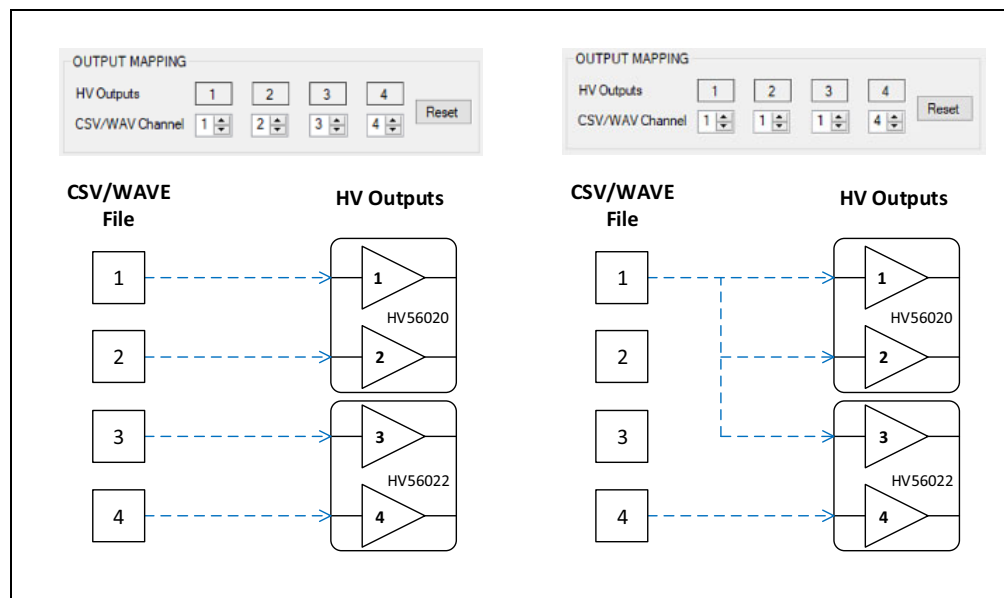 OUTPUT MAPPING
HV Outputs 1 2 3 4
CSV/WAV Channel 1 2 3 4 Reset
CSV/WAVE
File
HV Outputs
1 1
HV56020
2 2
3 3
HV56022
4 4
OUTPUT MAPPING
HV Outputs 1 2 3 4
CSV/WAV Channel 1 1 1 4 Reset
CSV/WAVE
File
HV Outputs
1 1
HV56020
2 2
3 3
HV56022
4 4